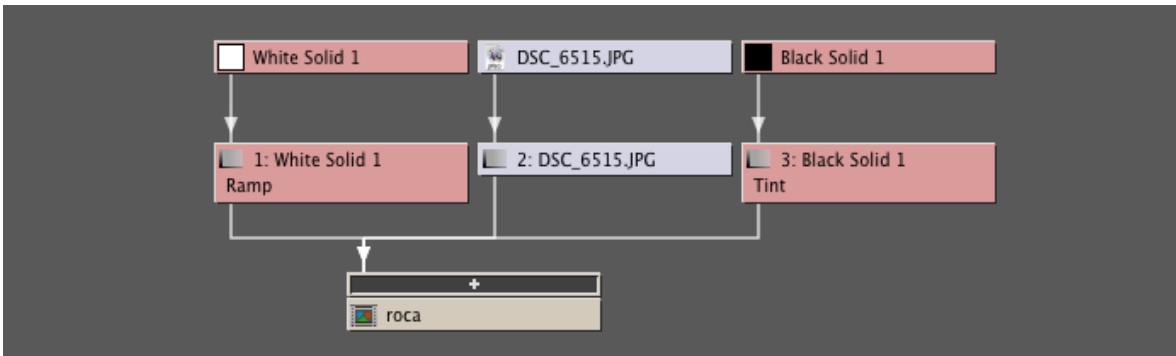 White Solid 1
DSC_6515.JPG
Black Solid 1
1: White Solid 1
Ramp
2: DSC_6515.JPG
3: Black Solid 1
Tint
+
roca